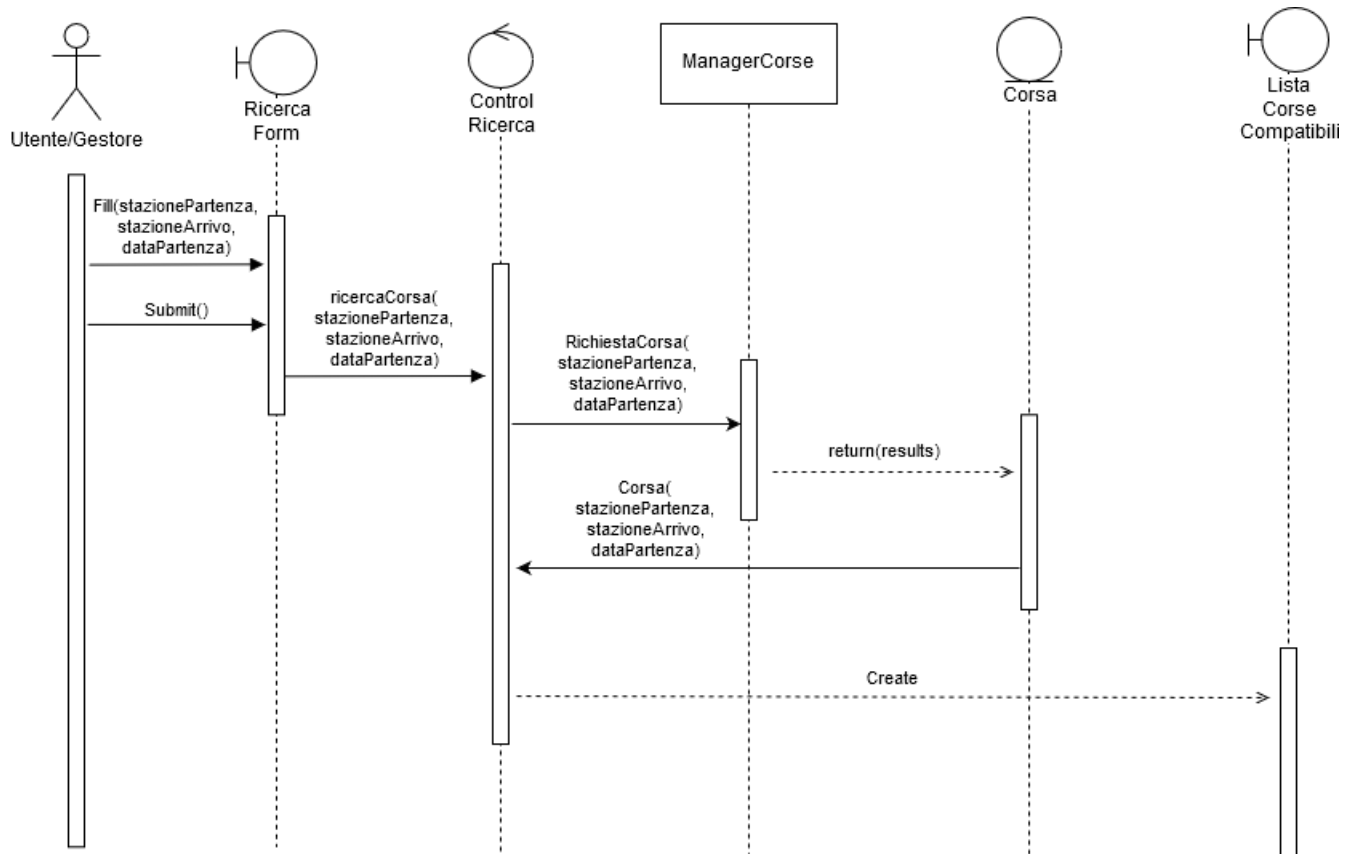 Utente/Gestore
Ricerca
Form
Control
Ricerca
ManagerCorse
Corsa
Lista
Corse
Compatibili
Fill(stazionePartenza,
stazioneArrivo,
dataPartenza)
Submit()
ricercaCorsa(
stazionePartenza,
stazioneArrivo,
dataPartenza)
RichiestaCorsa(
stazionePartenza,
stazioneArrivo,
dataPartenza)
return(results)
Corsa(
stazionePartenza,
stazioneArrivo,
dataPartenza)
Create